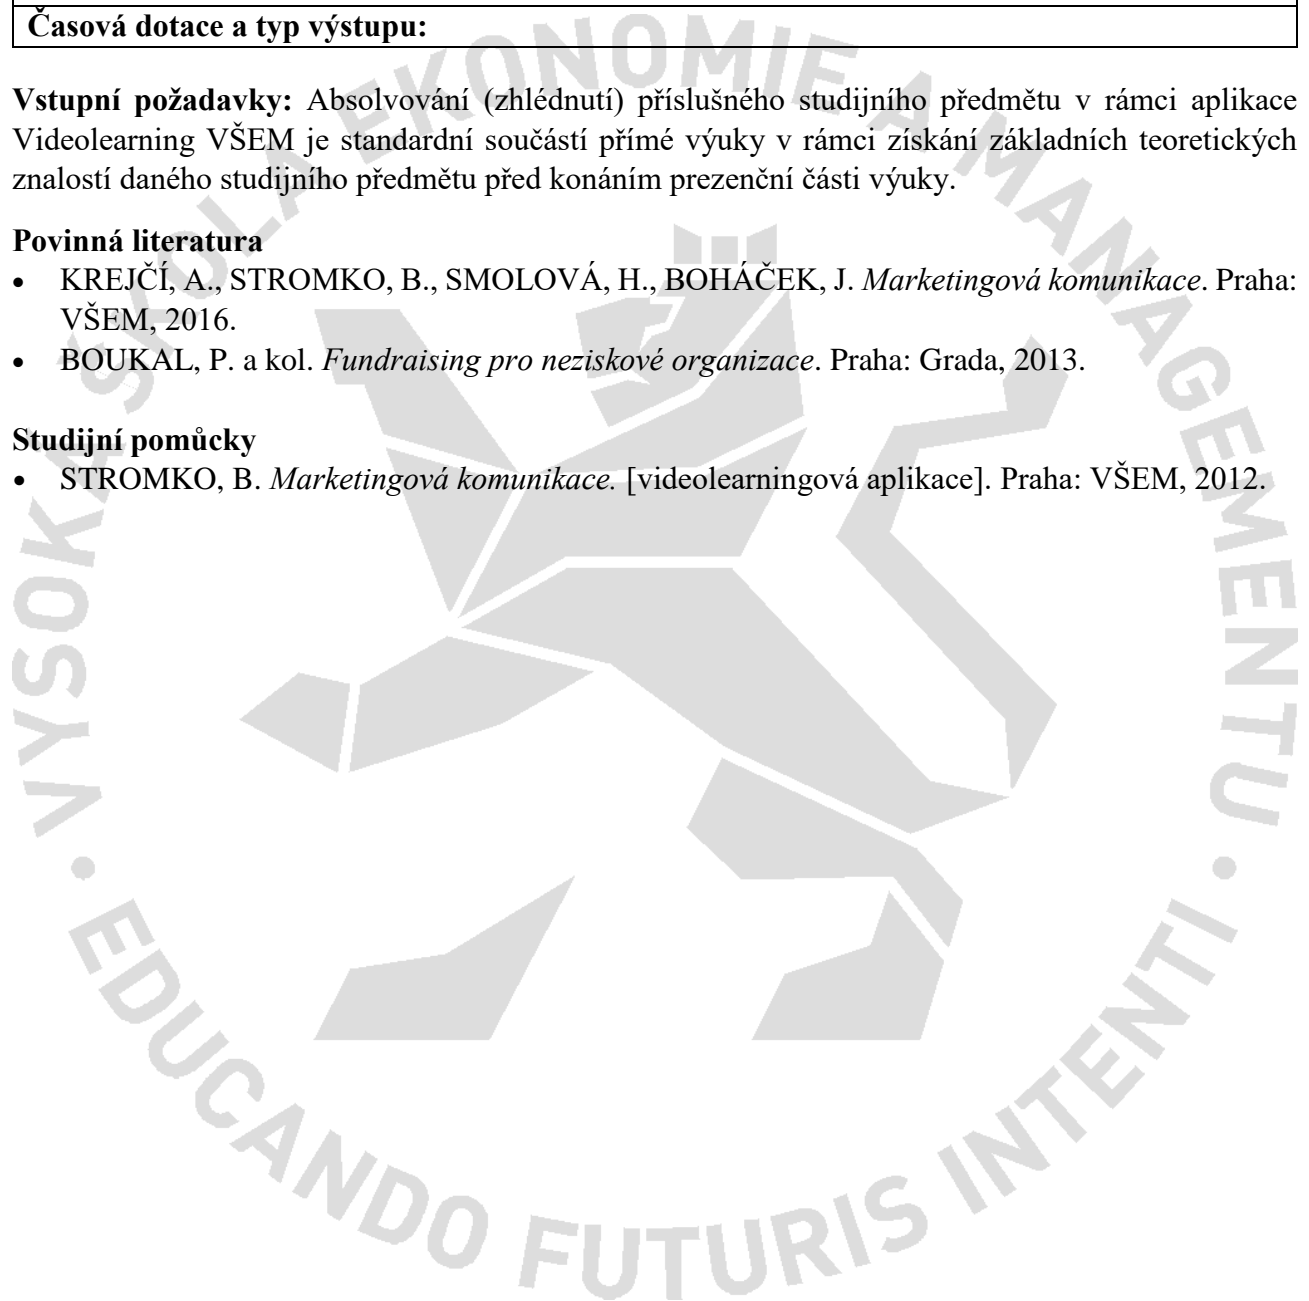 Časová dotace a typ výstupu:
Vstupní požadavky: Absolvování (zhlédnutí) příslušného studijního předmětu v rámci aplikace
Videolearning VŠEM je standardní součástí přímé výuky v rámci získání základních teoretických
znalostí daného studijního předmětu před konáním prezenční části výuky.
Povinná literatura
• KREJČÍ, A., STROMKO, B., SMOLOVÁ, H., BOHÁČEK, J. Marketingová komunikace. Praha:
VŠEM, 2016.
• BOUKAL, P. a kol. Fundraising pro neziskové organizace. Praha: Grada, 2013.
Studijní pomůcky
• STROMKO, B. Marketingová komunikace. [videolearningová aplikace]. Praha: VŠEM, 2012.
VYSOKÁ ŠKOLA EKONOMIE A MANAGEMENTU
• EDUCANDO FUTURIS INTENTI •